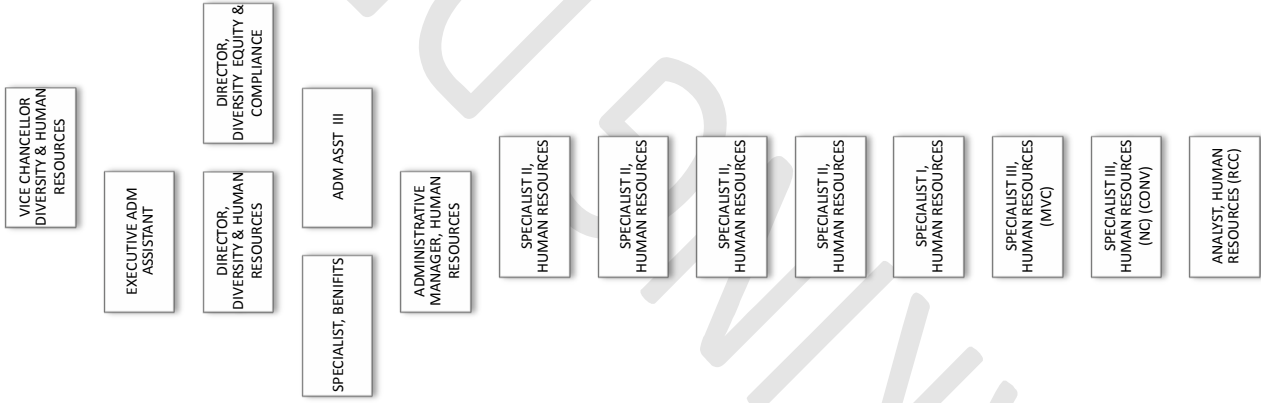 VICE CHANCELLOR
DIVERSITY & HUMAN
RESOURCES
EXECUTIVE ADM
ASSISTANT
DIRECTOR,
DIVERSITY & HUMAN
RESOURCES
DIRECTOR,
DIVERSITY EQUITY &
COMPLIANCE
SPECIALIST, BENEFITS
ADM ASST III
ADMINISTRATIVE
MANAGER, HUMAN
RESOURCES
SPECIALIST II,
HUMAN RESOURCES
SPECIALIST II,
HUMAN RESOURCES
SPECIALIST II,
HUMAN RESOURCES
SPECIALIST II,
HUMAN RESOURCES
SPECIALIST I,
HUMAN RESOURCES
SPECIALIST III,
HUMAN RESOURCES
(MVC)
SPECIALIST III,
HUMAN RESOURCES
(NC) (CONV)
ANALYST, HUMAN
RESOURCES (RCC)